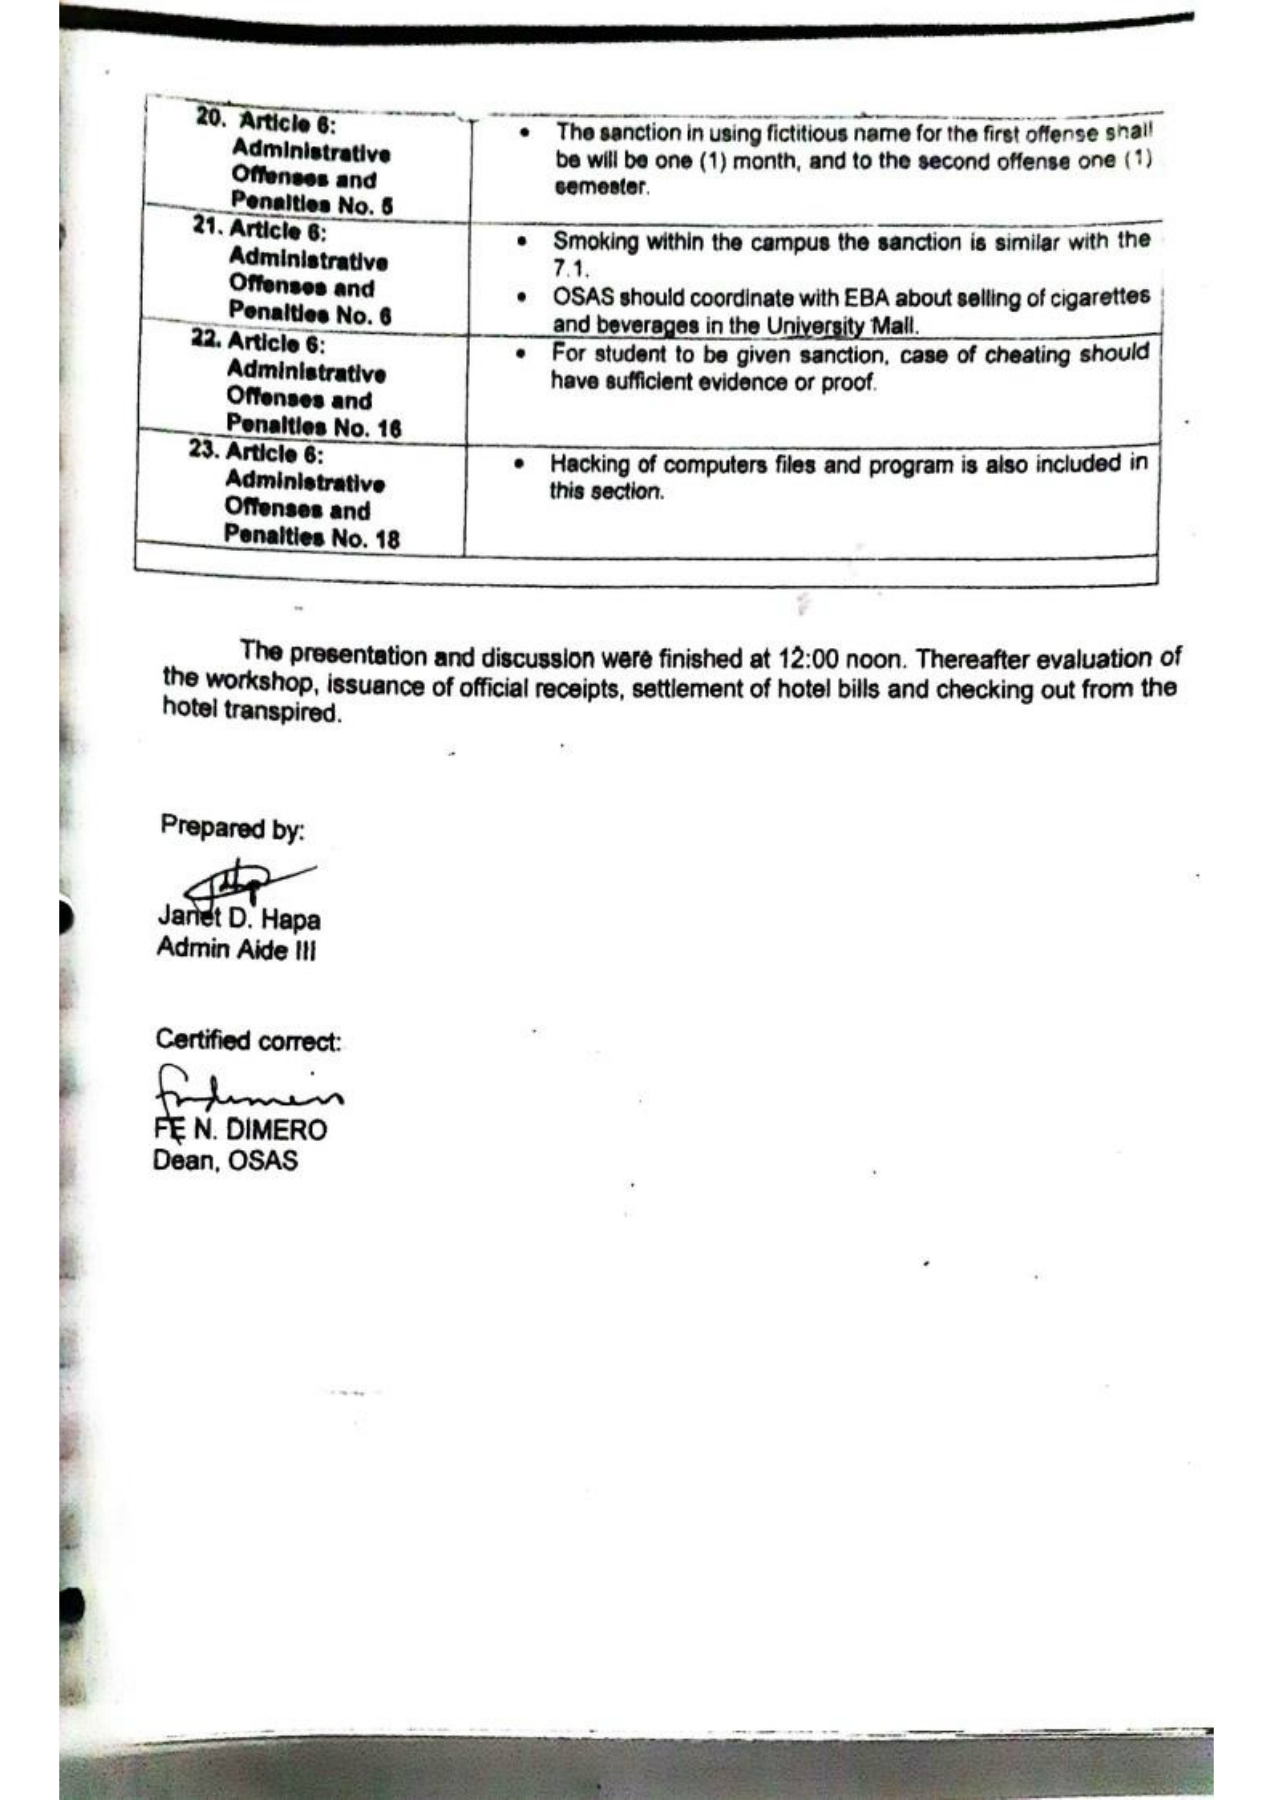 20. Article 6:
Administrative
Offenses and
Penalties No. 5
• The sanction in using fictitious name for the first offense shall
be will be one (1) month, and to the second offense one (1)
semester.
21. Article 6:
Administrative
Offenses and
Penalties No. 6
• Smoking within the campus the sanction is similar with the
7.1.
• OSAS should coordinate with EBA about selling of cigarettes
and beverages in the University Mall.
22. Article 6:
Administrative
Offenses and
Penalties No. 16
• For student to be given sanction, case of cheating should
have sufficient evidence or proof.
23. Article 6:
Administrative
Offenses and
Penalties No. 18
• Hacking of computers files and program is also included in
this section.
The presentation and discussion were finished at 12:00 noon. Thereafter evaluation of
the workshop, issuance of official receipts, settlement of hotel bills and checking out from the
hotel transpired.
Prepared by:
Janet D. Hapa
Admin Aide III
Certified correct:
FE N. DIMERO
Dean, OSAS